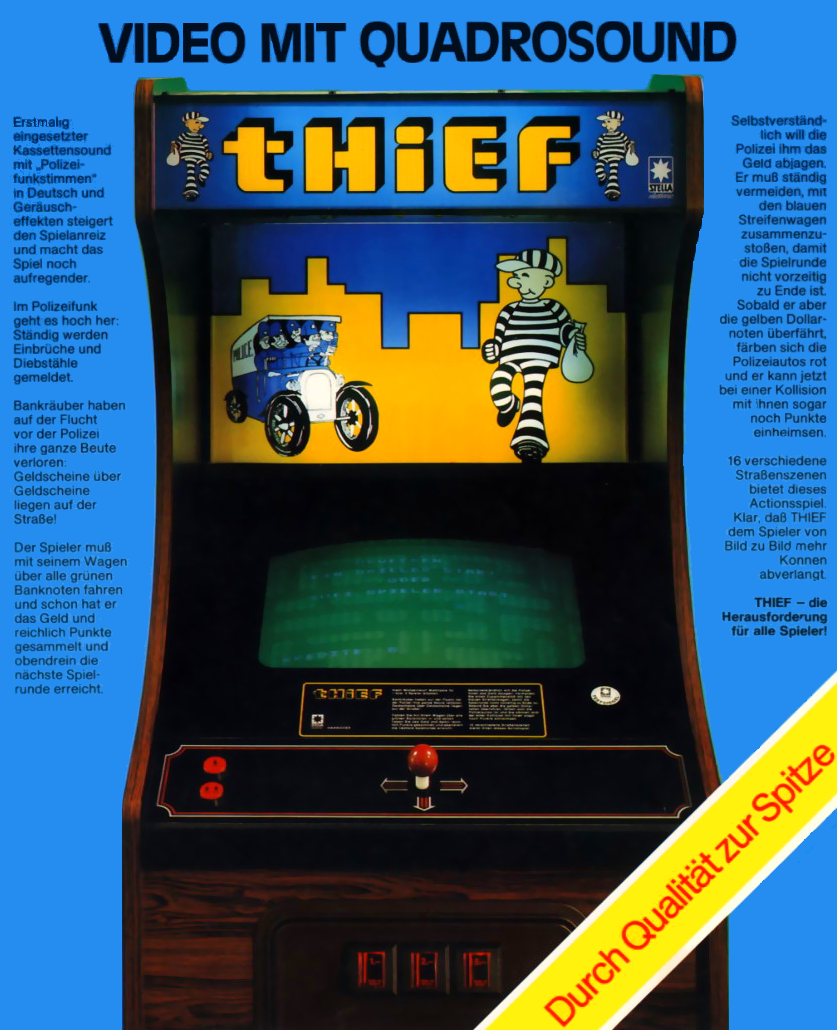 VIDEO MIT QUADROSOUND
Erstmalig
eingesetzter
Kassettensound
mit „Polizei-
funkstimmen“
in Deutsch und
Geräusch-
effekten steigert
den Spielanreiz
und macht das
Spiel noch
aufregender.
Im Polizeifunk
geht es hoch her:
Ständig werden
Einbrüche und
Diebstähle
gemeldet.
Bankräuber haben
auf der Flucht
vor der Polizei
ihre ganze Beute
verloren:
Geldscheine über
Geldscheine
liegen auf der
Straße!
Der Spieler muß
mit seinem Wagen
über alle grünen
Banknoten fahren
und schon hat er
das Geld und
reichlich Punkte
gesammelt und
obendrein die
nächste Spiel-
runde erreicht.
tHiEF
STELLA
POLICE
tHiEF
Selbstverständ-
lich will die
Polizei ihm das
Geld abjagen.
Er muß ständig
vermeiden, mit
den blauen
Streifenwagen
zusammenzu-
stoßen, damit
die Spielrunde
nicht vorzeitig
zu Ende ist.
Sobald er aber
die gelben Dollar-
noten überfährt,
färben sich die
Polizeiautos rot
und er kann jetzt
bei einer Kollision
mit ihnen sogar
noch Punkte
einheimsen.
16 verschiedene
Straßenszenen
bietet dieses
Actionsspiel.
Klar, daß THIEF
dem Spieler von
Bild zu Bild mehr
Konnen
abverlangt.
THIEF – die
Herausforderung
für alle Spieler!
Durch Qualität zur Spitze